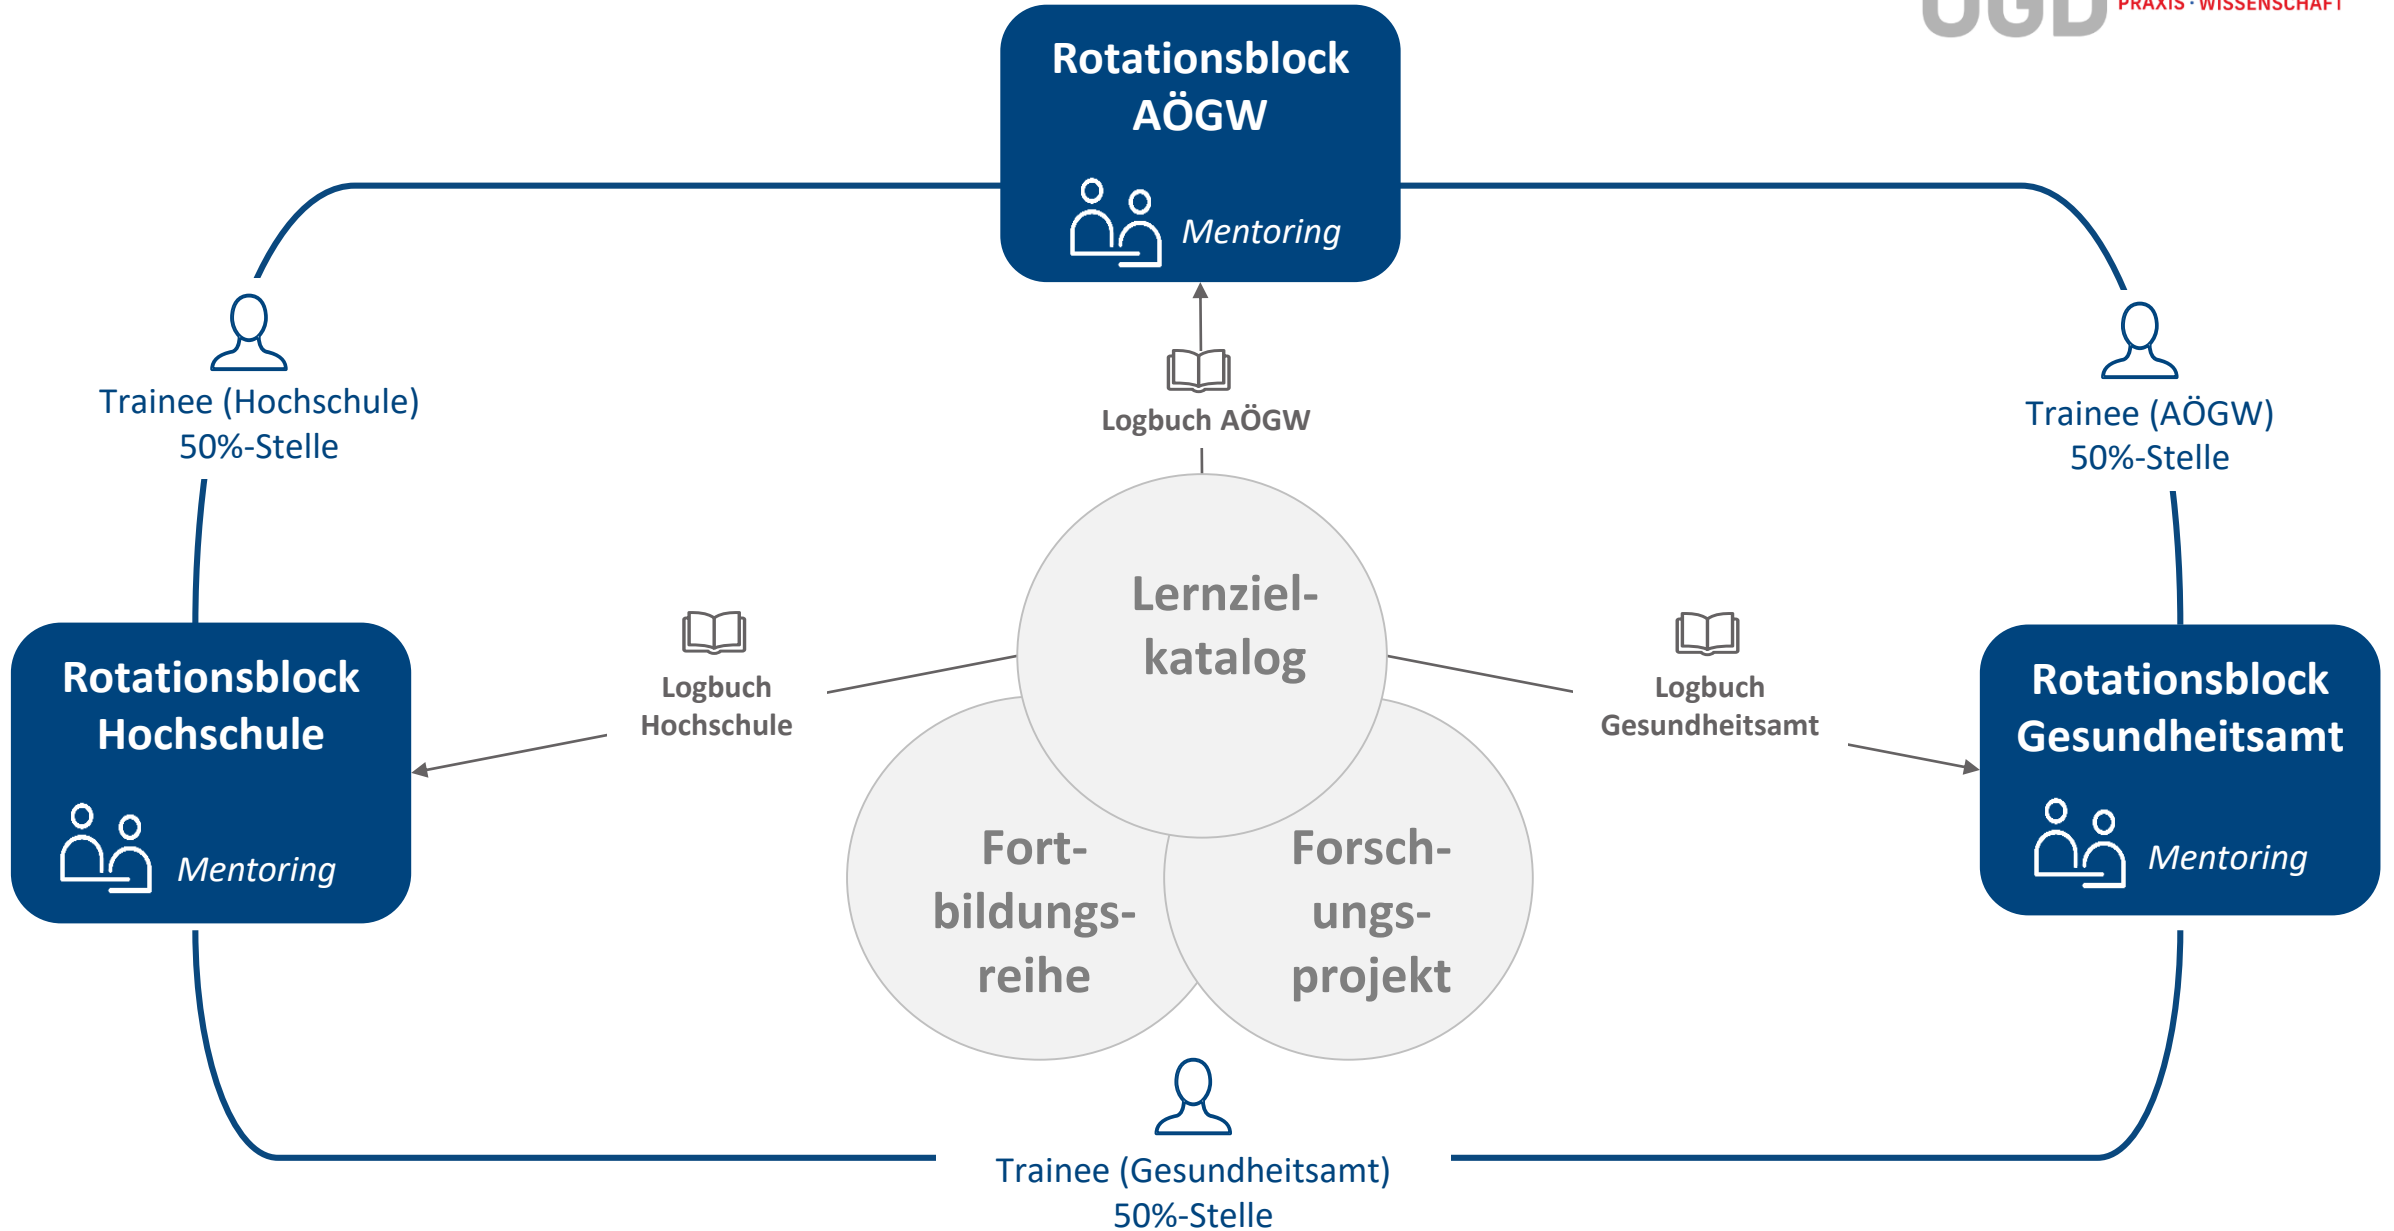 PRAXIS · WISSENSCHAFT
Rotationsblock
AÖGW
Mentoring
Trainee (Hochschule)
50%-Stelle
Logbuch AÖGW
Trainee (AÖGW)
50%-Stelle
Lernziel-
katalog
Logbuch
Hochschule
Logbuch
Gesundheitsamt
Rotationsblock
Hochschule
Mentoring
Rotationsblock
Gesundheitsamt
Mentoring
Fort-
bildungs-
reihe
Forsch-
ungs-
projekt
Trainee (Gesundheitsamt)
50%-Stelle